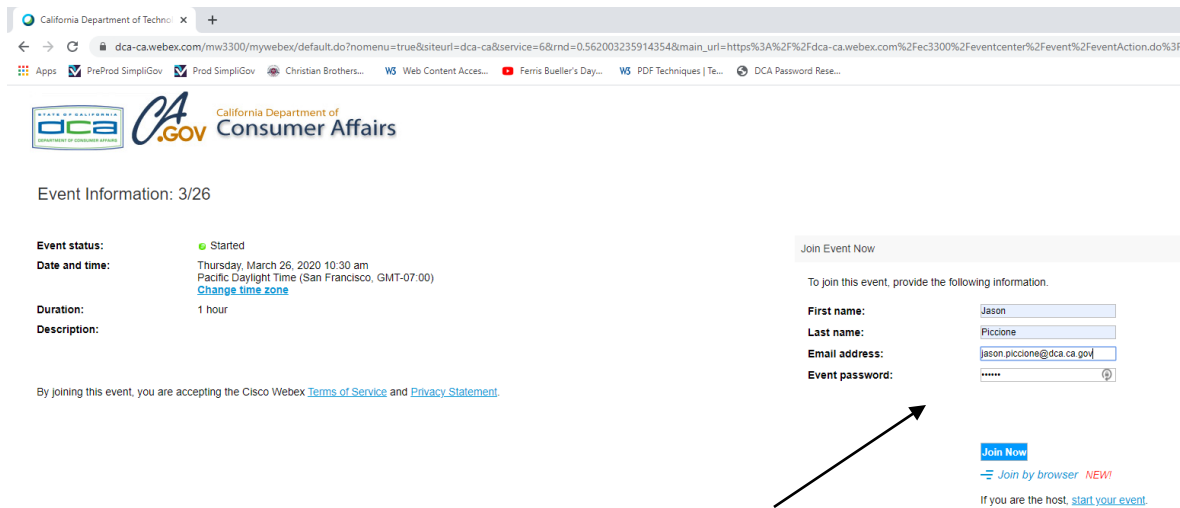 California Department of Technol
dca-ca.webex.com/mw3300/mywebex/default.do?nomenu=true&siteurl=dca-ca&service=6&rnd=0.562003235914354&main_url=https%3A%2F%2Fdca-ca.webex.com%2Fec3300%2Feventcenter%2Fevent%2FeventAction.do%3F
Apps PreProd SimpliGov Prod SimpliGov Christian Brothers... W3 Web Content Acces... Ferris Bueller's Day... W3 PDF Techniques | Te... DCA Password Rese...
STATE OF CALIFORNIA
dca
DEPARTMENT OF CONSUMER AFFAIRS
CA
.GOV
California Department of
Consumer Affairs
Event Information: 3/26
Event status: Started
Date and time: Thursday, March 26, 2020 10:30 am
Pacific Daylight Time (San Francisco, GMT-07:00)
Change time zone
Duration: 1 hour
Description:
By joining this event, you are accepting the Cisco Webex Terms of Service and Privacy Statement.
Join Event Now
To join this event, provide the following information.
First name: Jason
Last name: Piccione
Email address: jason.piccione@dca.ca.gov
Event password: ••••••
Join Now
Join by browser NEW!
If you are the host, start your event.